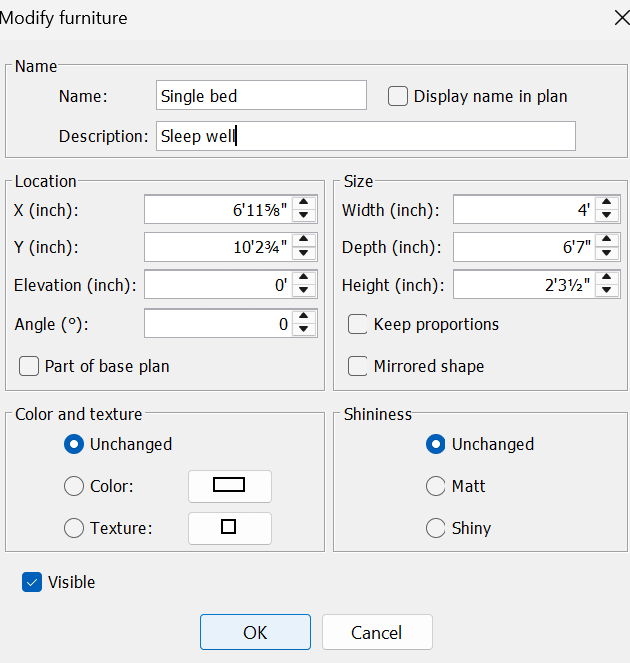 Modify furniture
Name
Name: Single bed Display name in plan
Description: Sleep well
Location
X (inch): 6'11⅝"
Y (inch): 10'2¾"
Elevation (inch): 0'
Angle (°): 0
Part of base plan
Size
Width (inch): 4'
Depth (inch): 6'7"
Height (inch): 2'3½"
Keep proportions
Mirrored shape
Color and texture
Unchanged
Color:
Texture:
Shininess
Unchanged
Matt
Shiny
Visible
OK Cancel